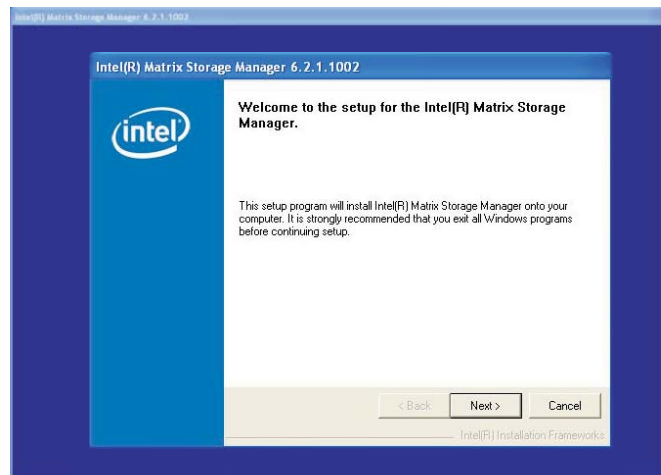 Intel(R) Matrix Storage Manager 6.2.1.1002
Intel(R) Matrix Storage Manager 6.2.1.1002
intel
Welcome to the setup for the Intel(R) Matrix Storage
Manager.
This setup program will install Intel(R) Matrix Storage Manager onto your
computer. It is strongly recommended that you exit all Windows programs
before continuing setup.
< Back
Next >
Cancel
Intel(R) Installation Frameworks